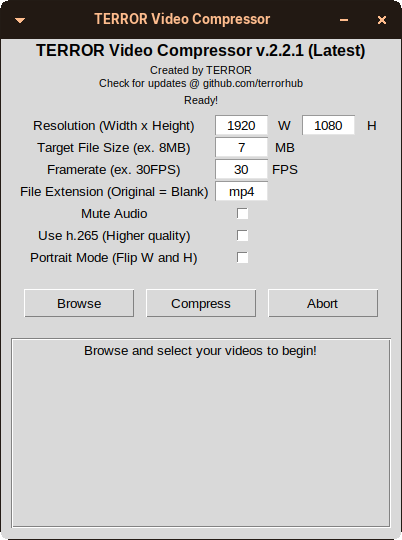 TERROR Video Compressor
TERROR Video Compressor v.2.2.1 (Latest)
Created by TERROR
Check for updates @ github.com/terrorhub
Ready!
Resolution (Width x Height) 1920 W 1080 H
Target File Size (ex. 8MB) 7 MB
Framerate (ex. 30FPS) 30 FPS
File Extension (Original = Blank) mp4
Mute Audio
Use h.265 (Higher quality)
Portrait Mode (Flip W and H)
Browse Compress Abort
Browse and select your videos to begin!